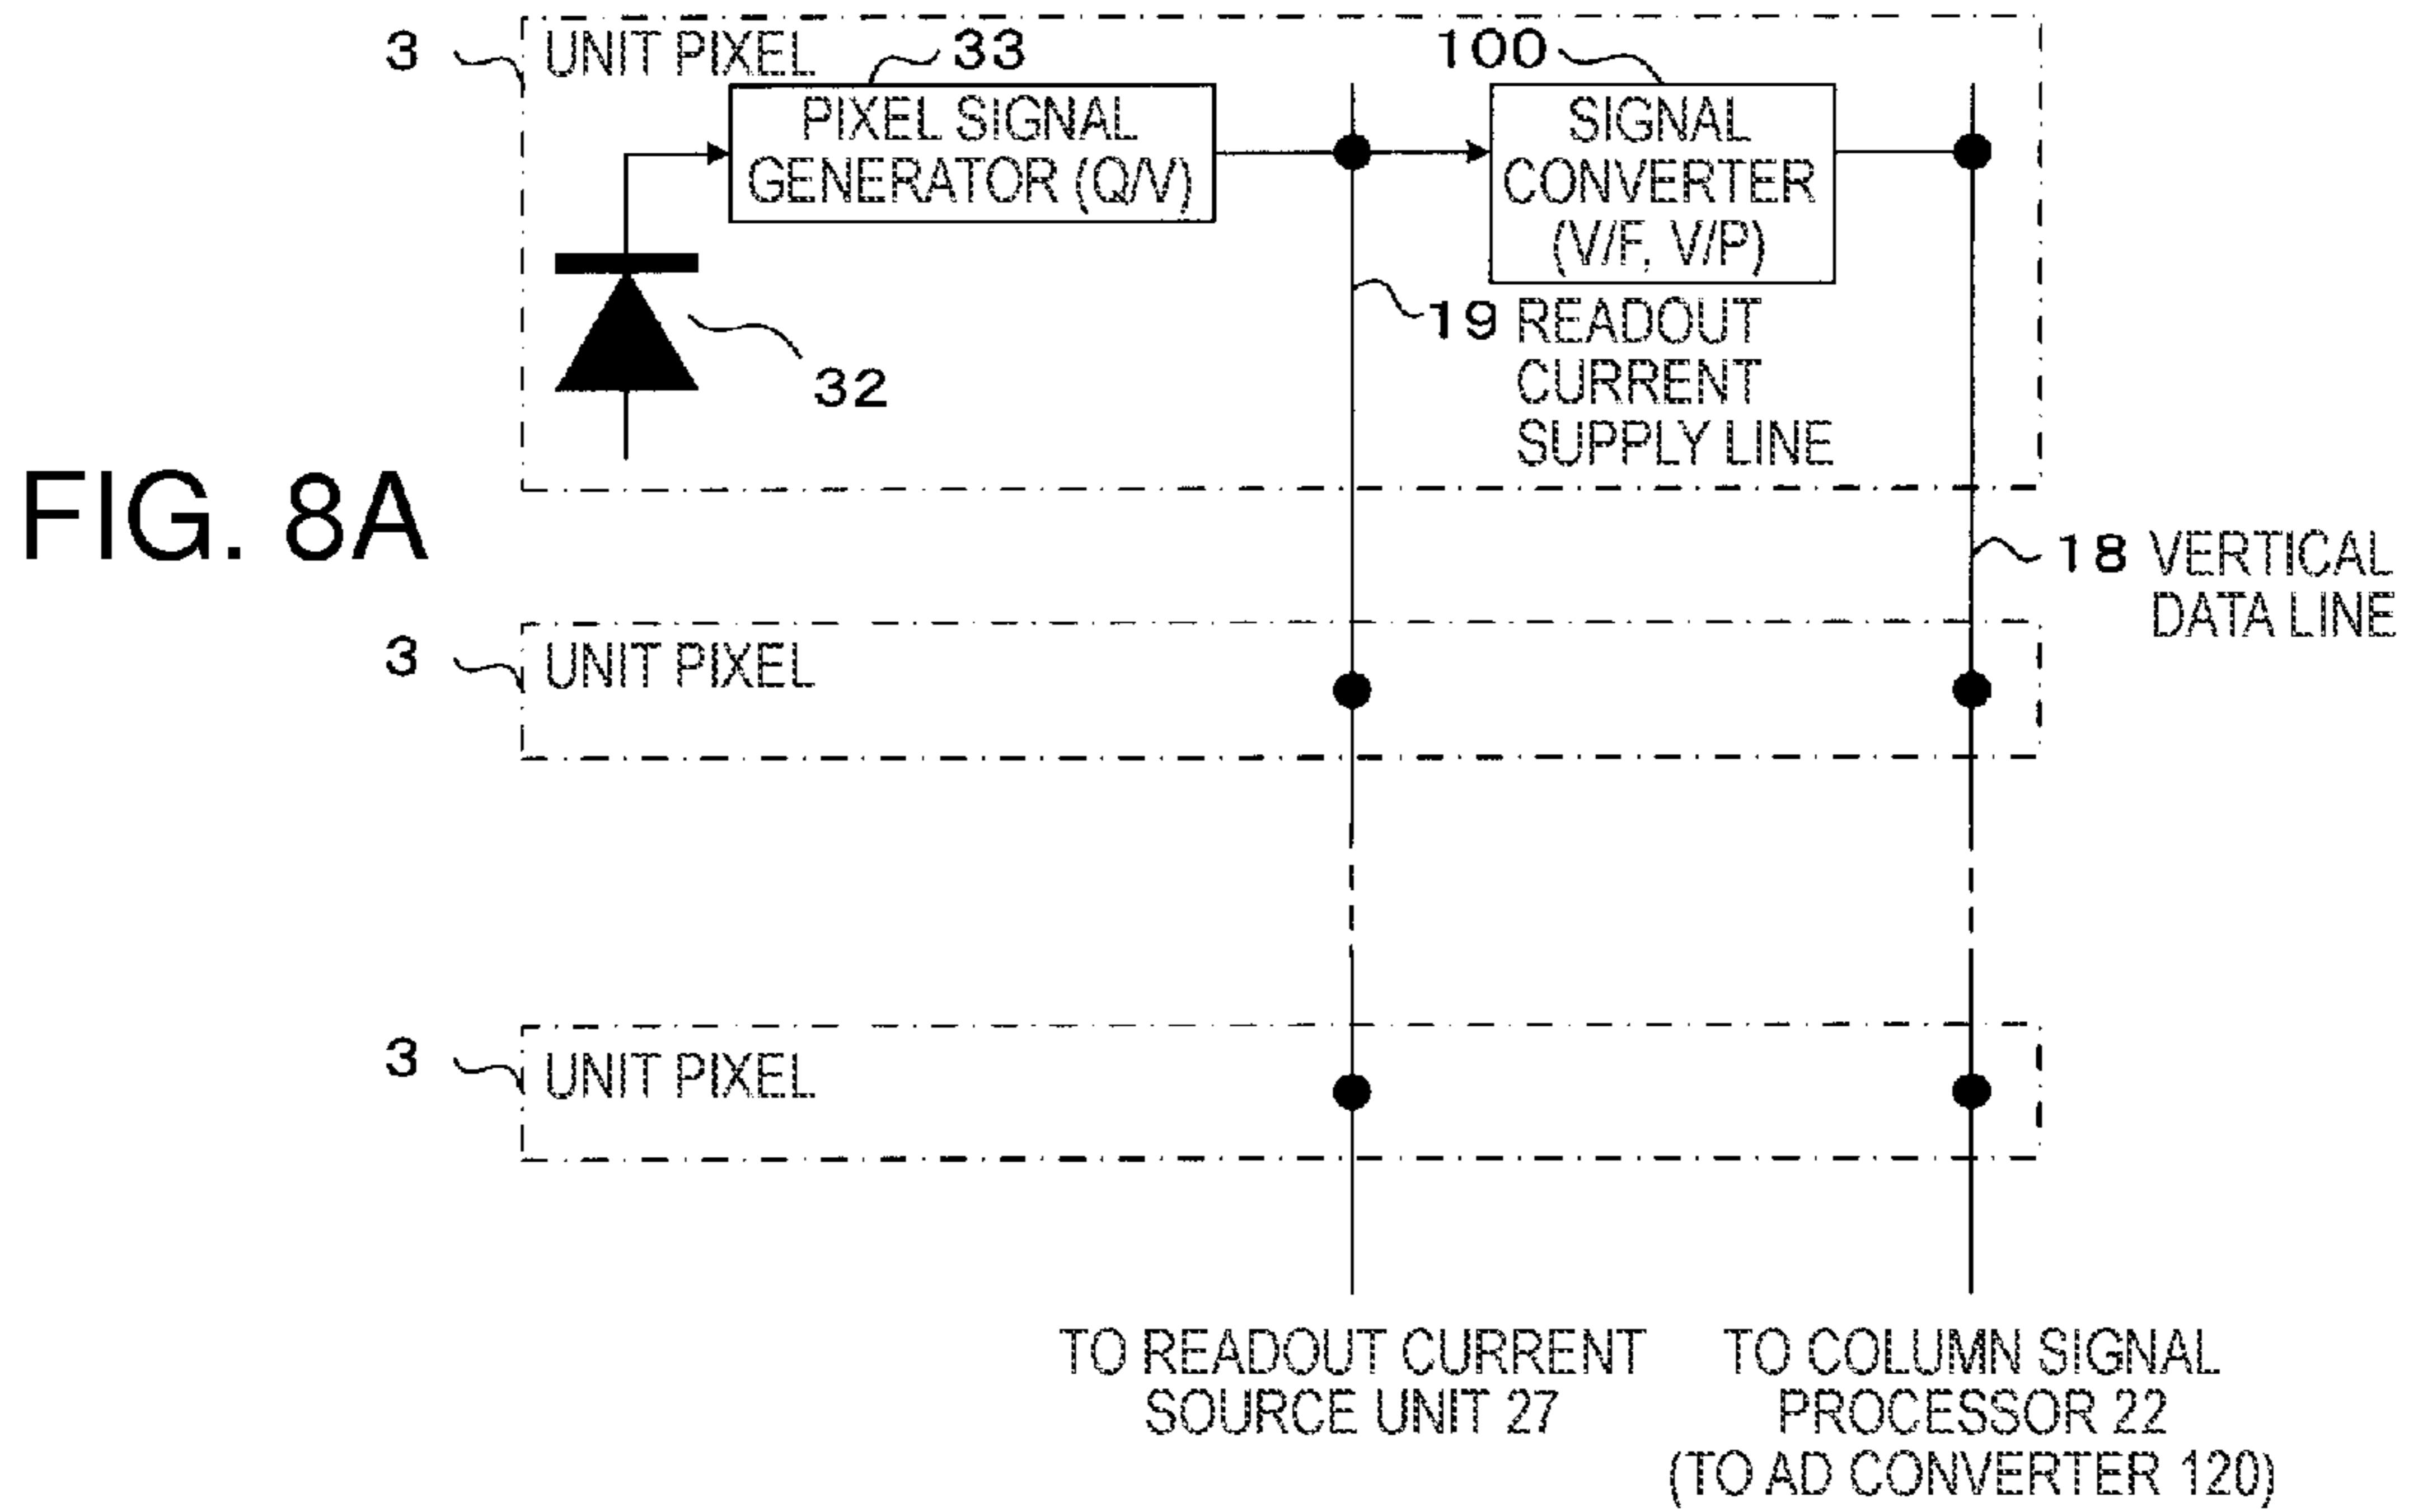 3
UNIT PIXEL
33
100
PIXEL SIGNAL
GENERATOR (Q/V)
SIGNAL
CONVERTER
(V/F, V/P)
32
19 READOUT
CURRENT
SUPPLY LINE
FIG. 8A
18 VERTICAL
DATA LINE
3
UNIT PIXEL
3
UNIT PIXEL
TO READOUT CURRENT
SOURCE UNIT 27
TO COLUMN SIGNAL
PROCESSOR 22
(TO AD CONVERTER 120)